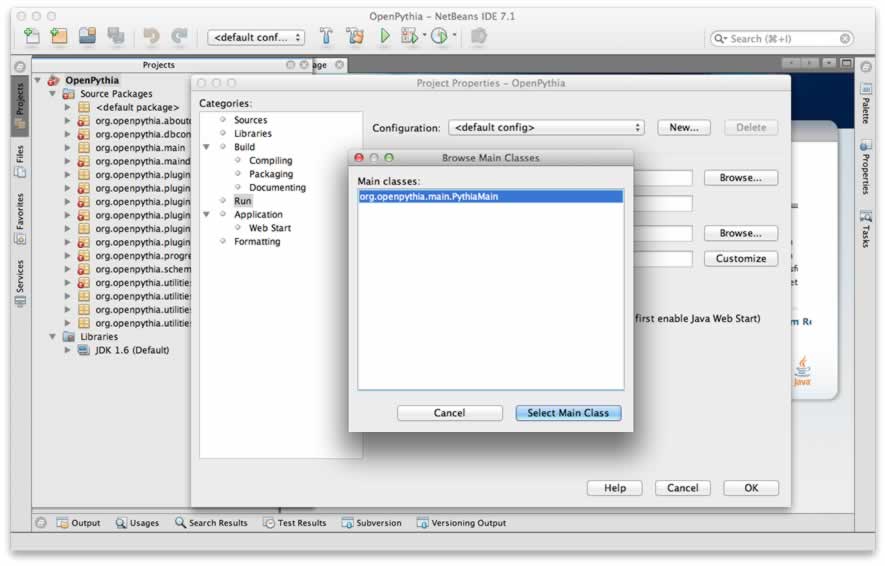 OpenPythia – NetBeans IDE 7.1
<default conf...
Search (⌘+I)
Projects
age
OpenPythia
Source Packages
<default package>
org.openpythia.about
org.openpythia.dbcon
org.openpythia.main
org.openpythia.maind
org.openpythia.plugin
org.openpythia.plugin
org.openpythia.plugin
org.openpythia.plugin
org.openpythia.plugin
org.openpythia.plugin
org.openpythia.progre
org.openpythia.schem
org.openpythia.utilitie
org.openpythia.utilitie
org.openpythia.utilitie
org.openpythia.utilitie
Libraries
JDK 1.6 (Default)
Projects
Files
Favorites
Services
Project Properties – OpenPythia
Categories:
Sources
Libraries
Build
Compiling
Packaging
Documenting
Run
Application
Web Start
Formatting
Configuration:
<default config>
New...
Delete
Browse...
Browse...
Customize
first enable Java Web Start)
Browse Main Classes
Main classes:
org.openpythia.main.PythiaMain
Cancel
Select Main Class
Help
Cancel
OK
Palette
Properties
Tasks
Java
Output
Usages
Search Results
Test Results
Subversion
Versioning Output